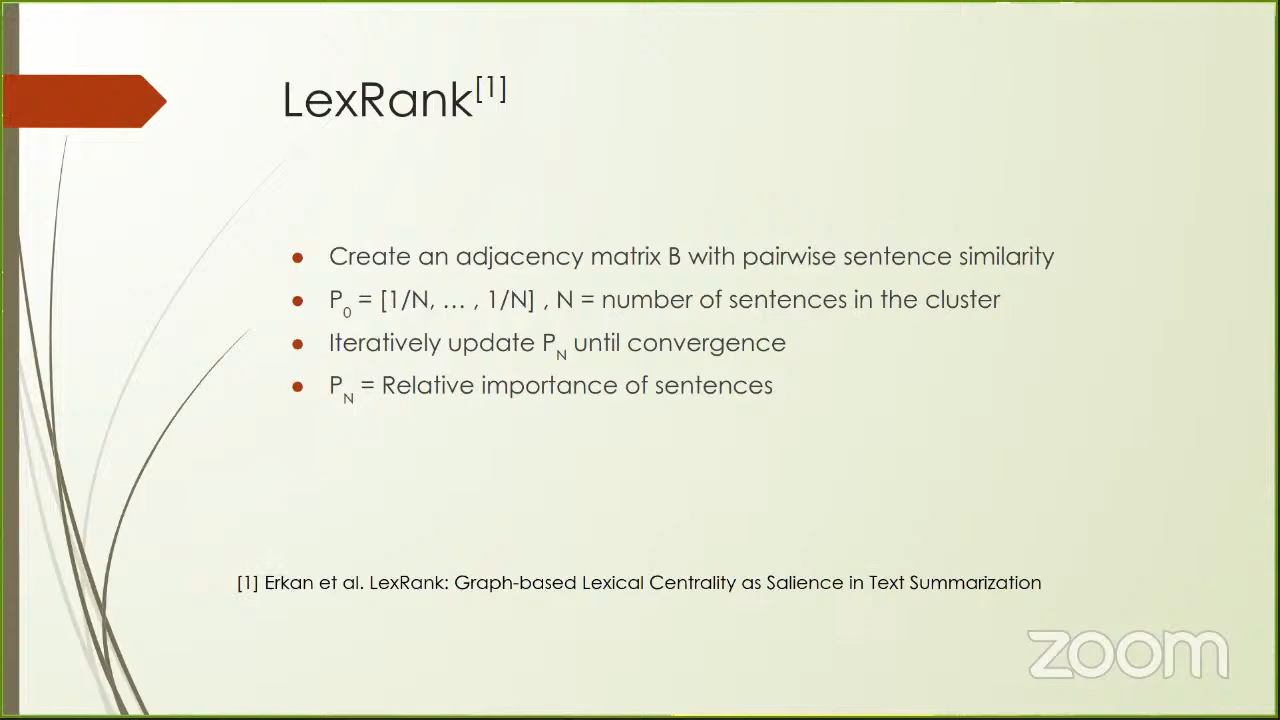 LexRank[1]
Create an adjacency matrix B with pairwise sentence similarity
P0 = [1/N, … , 1/N] , N = number of sentences in the cluster
Iteratively update PN until convergence
PN = Relative importance of sentences
[1] Erkan et al. LexRank: Graph-based Lexical Centrality as Salience in Text Summarization
zoom